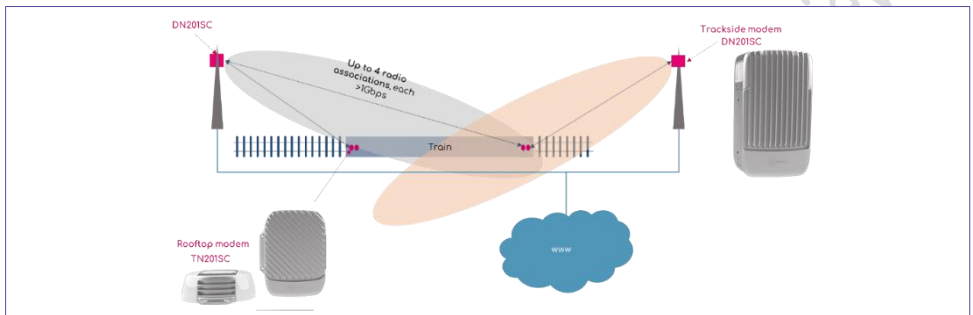 DN201SC
Trackside modem
DN201SC
Up to 4 radio
associations, each
>1Gbps
Train
Rooftop modem
TN201SC
www